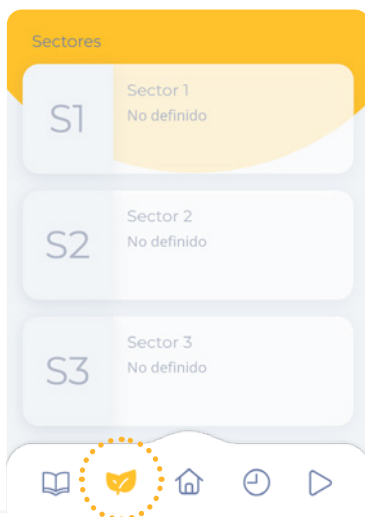 Sectores
S1
Sector 1
No definido
S2
Sector 2
No definido
S3
Sector 3
No definido